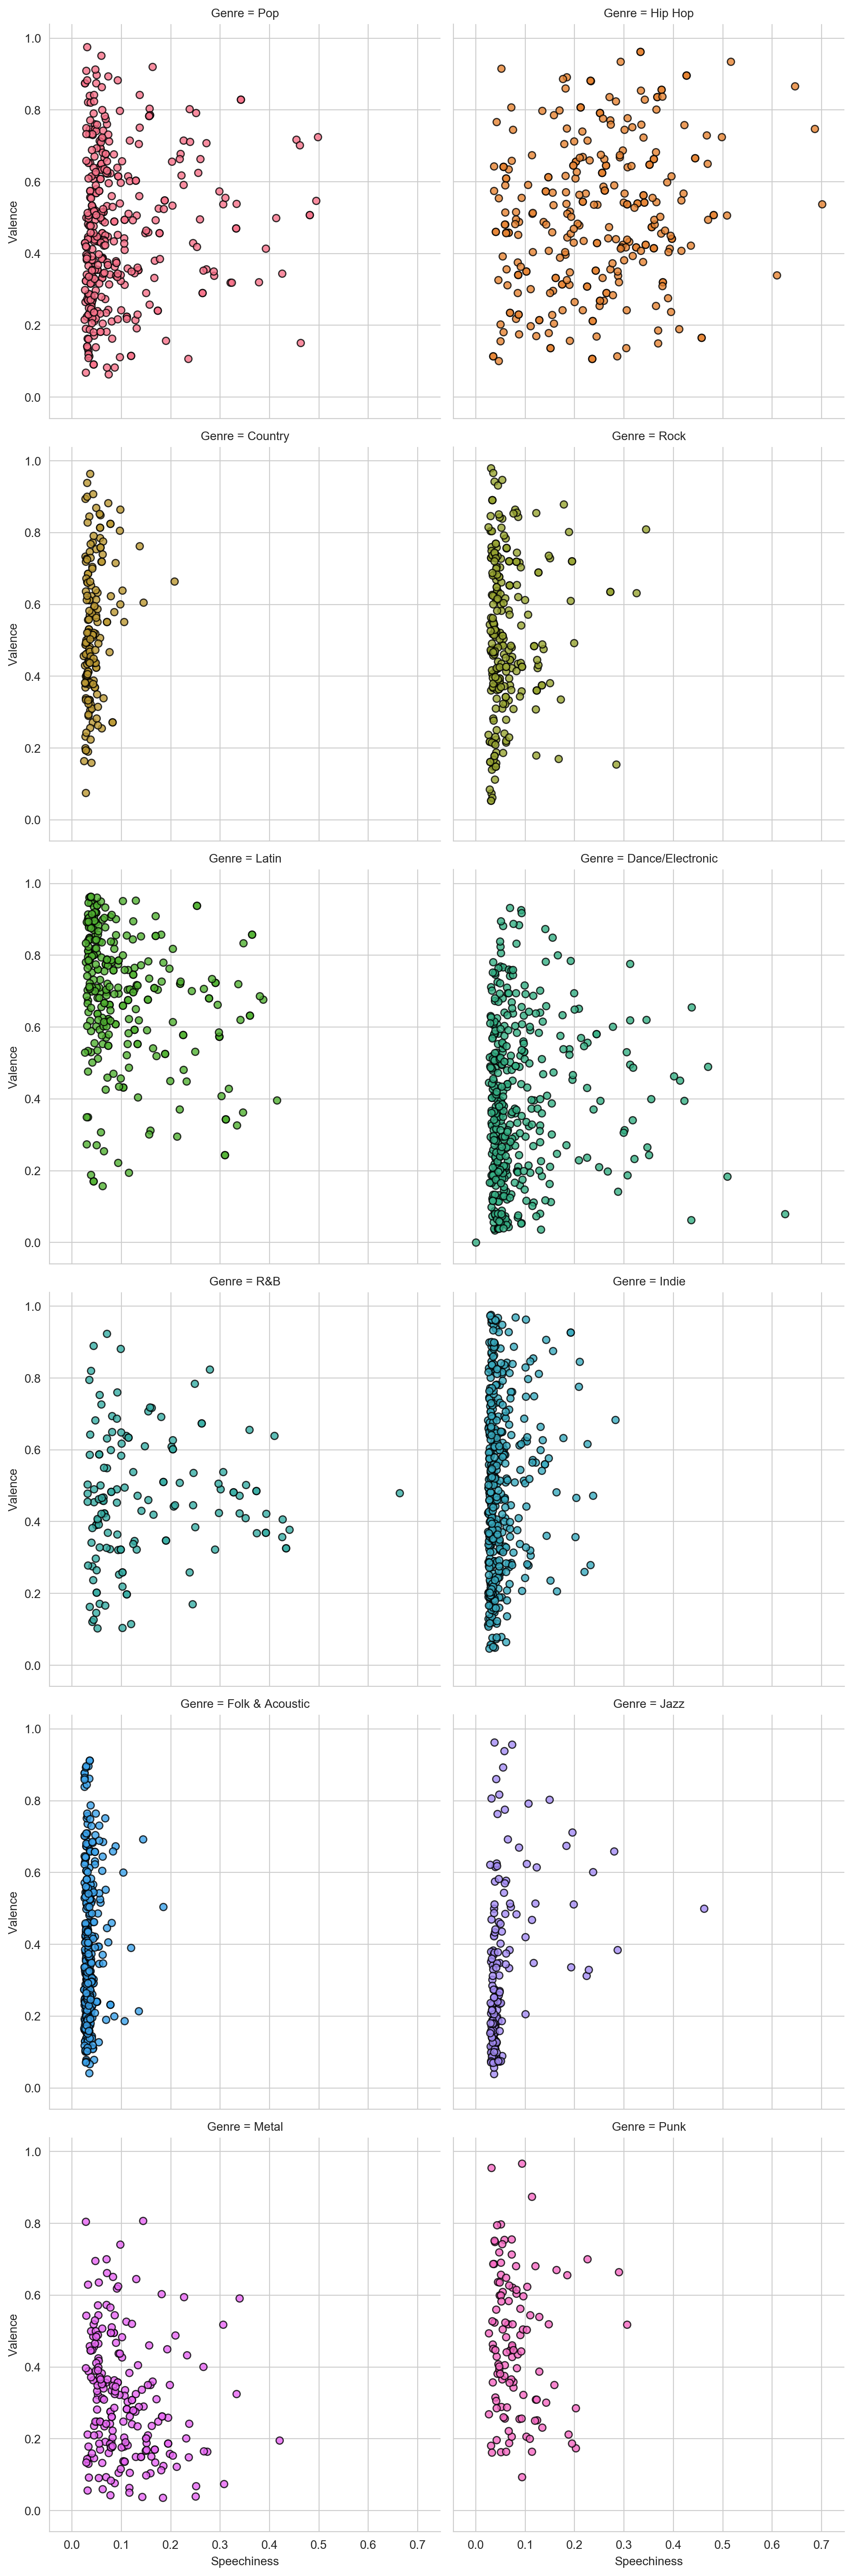 Genre = Pop
Genre = Hip Hop
1.0
0.8
0.6
0.4
0.2
0.0
Valence
Genre = Country
Genre = Rock
1.0
0.8
0.6
0.4
0.2
0.0
Valence
Genre = Latin
Genre = Dance/Electronic
1.0
0.8
0.6
0.4
0.2
0.0
Valence
Genre = R&B
Genre = Indie
1.0
0.8
0.6
0.4
0.2
0.0
Valence
Genre = Folk & Acoustic
Genre = Jazz
1.0
0.8
0.6
0.4
0.2
0.0
Valence
Genre = Metal
Genre = Punk
1.0
0.8
0.6
0.4
0.2
0.0
Valence
0.0 0.1 0.2 0.3 0.4 0.5 0.6 0.7
Speechiness
0.0 0.1 0.2 0.3 0.4 0.5 0.6 0.7
Speechiness